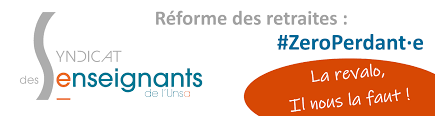 Réforme des retraites :
#ZeroPerdant·e
SYNDICAT
des Enseignants
de l'Unsa
La revalo,
Il nous la faut !